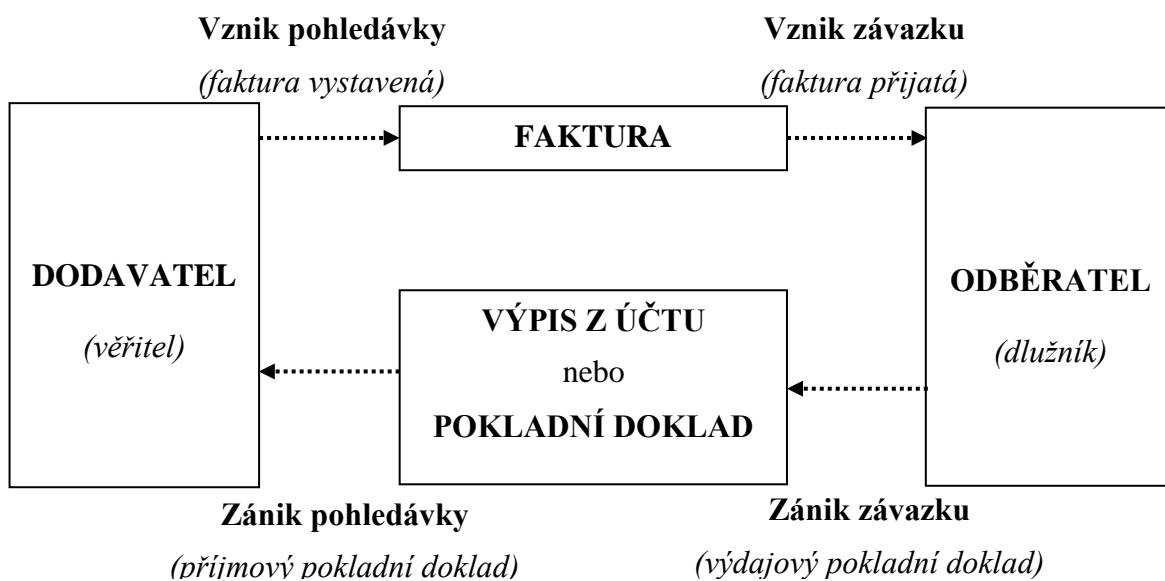 Vznik pohledávky
Vznik závazku
(faktura vystavená)
(faktura přijatá)
FAKTURA
DODAVATEL
(věřitel)
VÝPIS Z ÚČTU
nebo
POKLADNÍ DOKLAD
ODBĚRATEL
(dlužník)
Zánik pohledávky
Zánik závazku
(příjmový pokladní doklad)
(výdajový pokladní doklad)